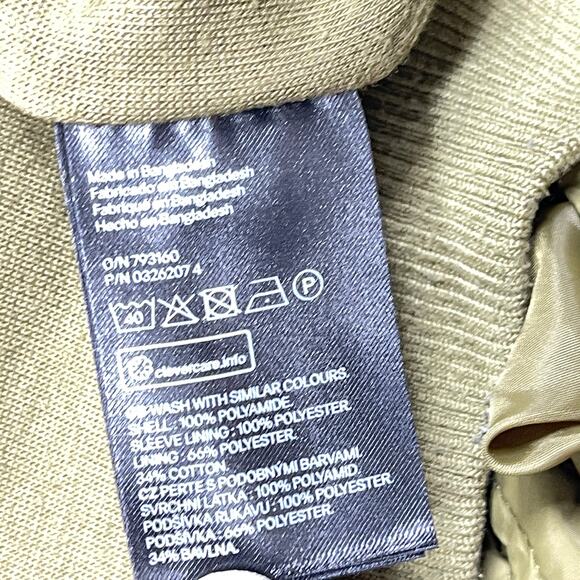 Made in Bangladesh
Fabricado em Bangladesh
Fabriqué en Bangladesh
Hecho en Bangladesh
O/N 793160
P/N 0326207 4
40 P
clevercare.info
WASH WITH SIMILAR COLOURS.
SHELL : 100% POLYAMIDE.
SLEEVE LINING : 100% POLYESTER.
LINING : 66% POLYESTER.
34% COTTON.
CZ PERTE S PODOBNÝMI BARVAMI.
SVRCHNÍ LÁTKA : 100% POLYAMID.
PODŠÍVKA RUKÁVU : 100% POLYESTER.
PODŠÍVKA : 66% POLYESTER.
34% BAVLNA.